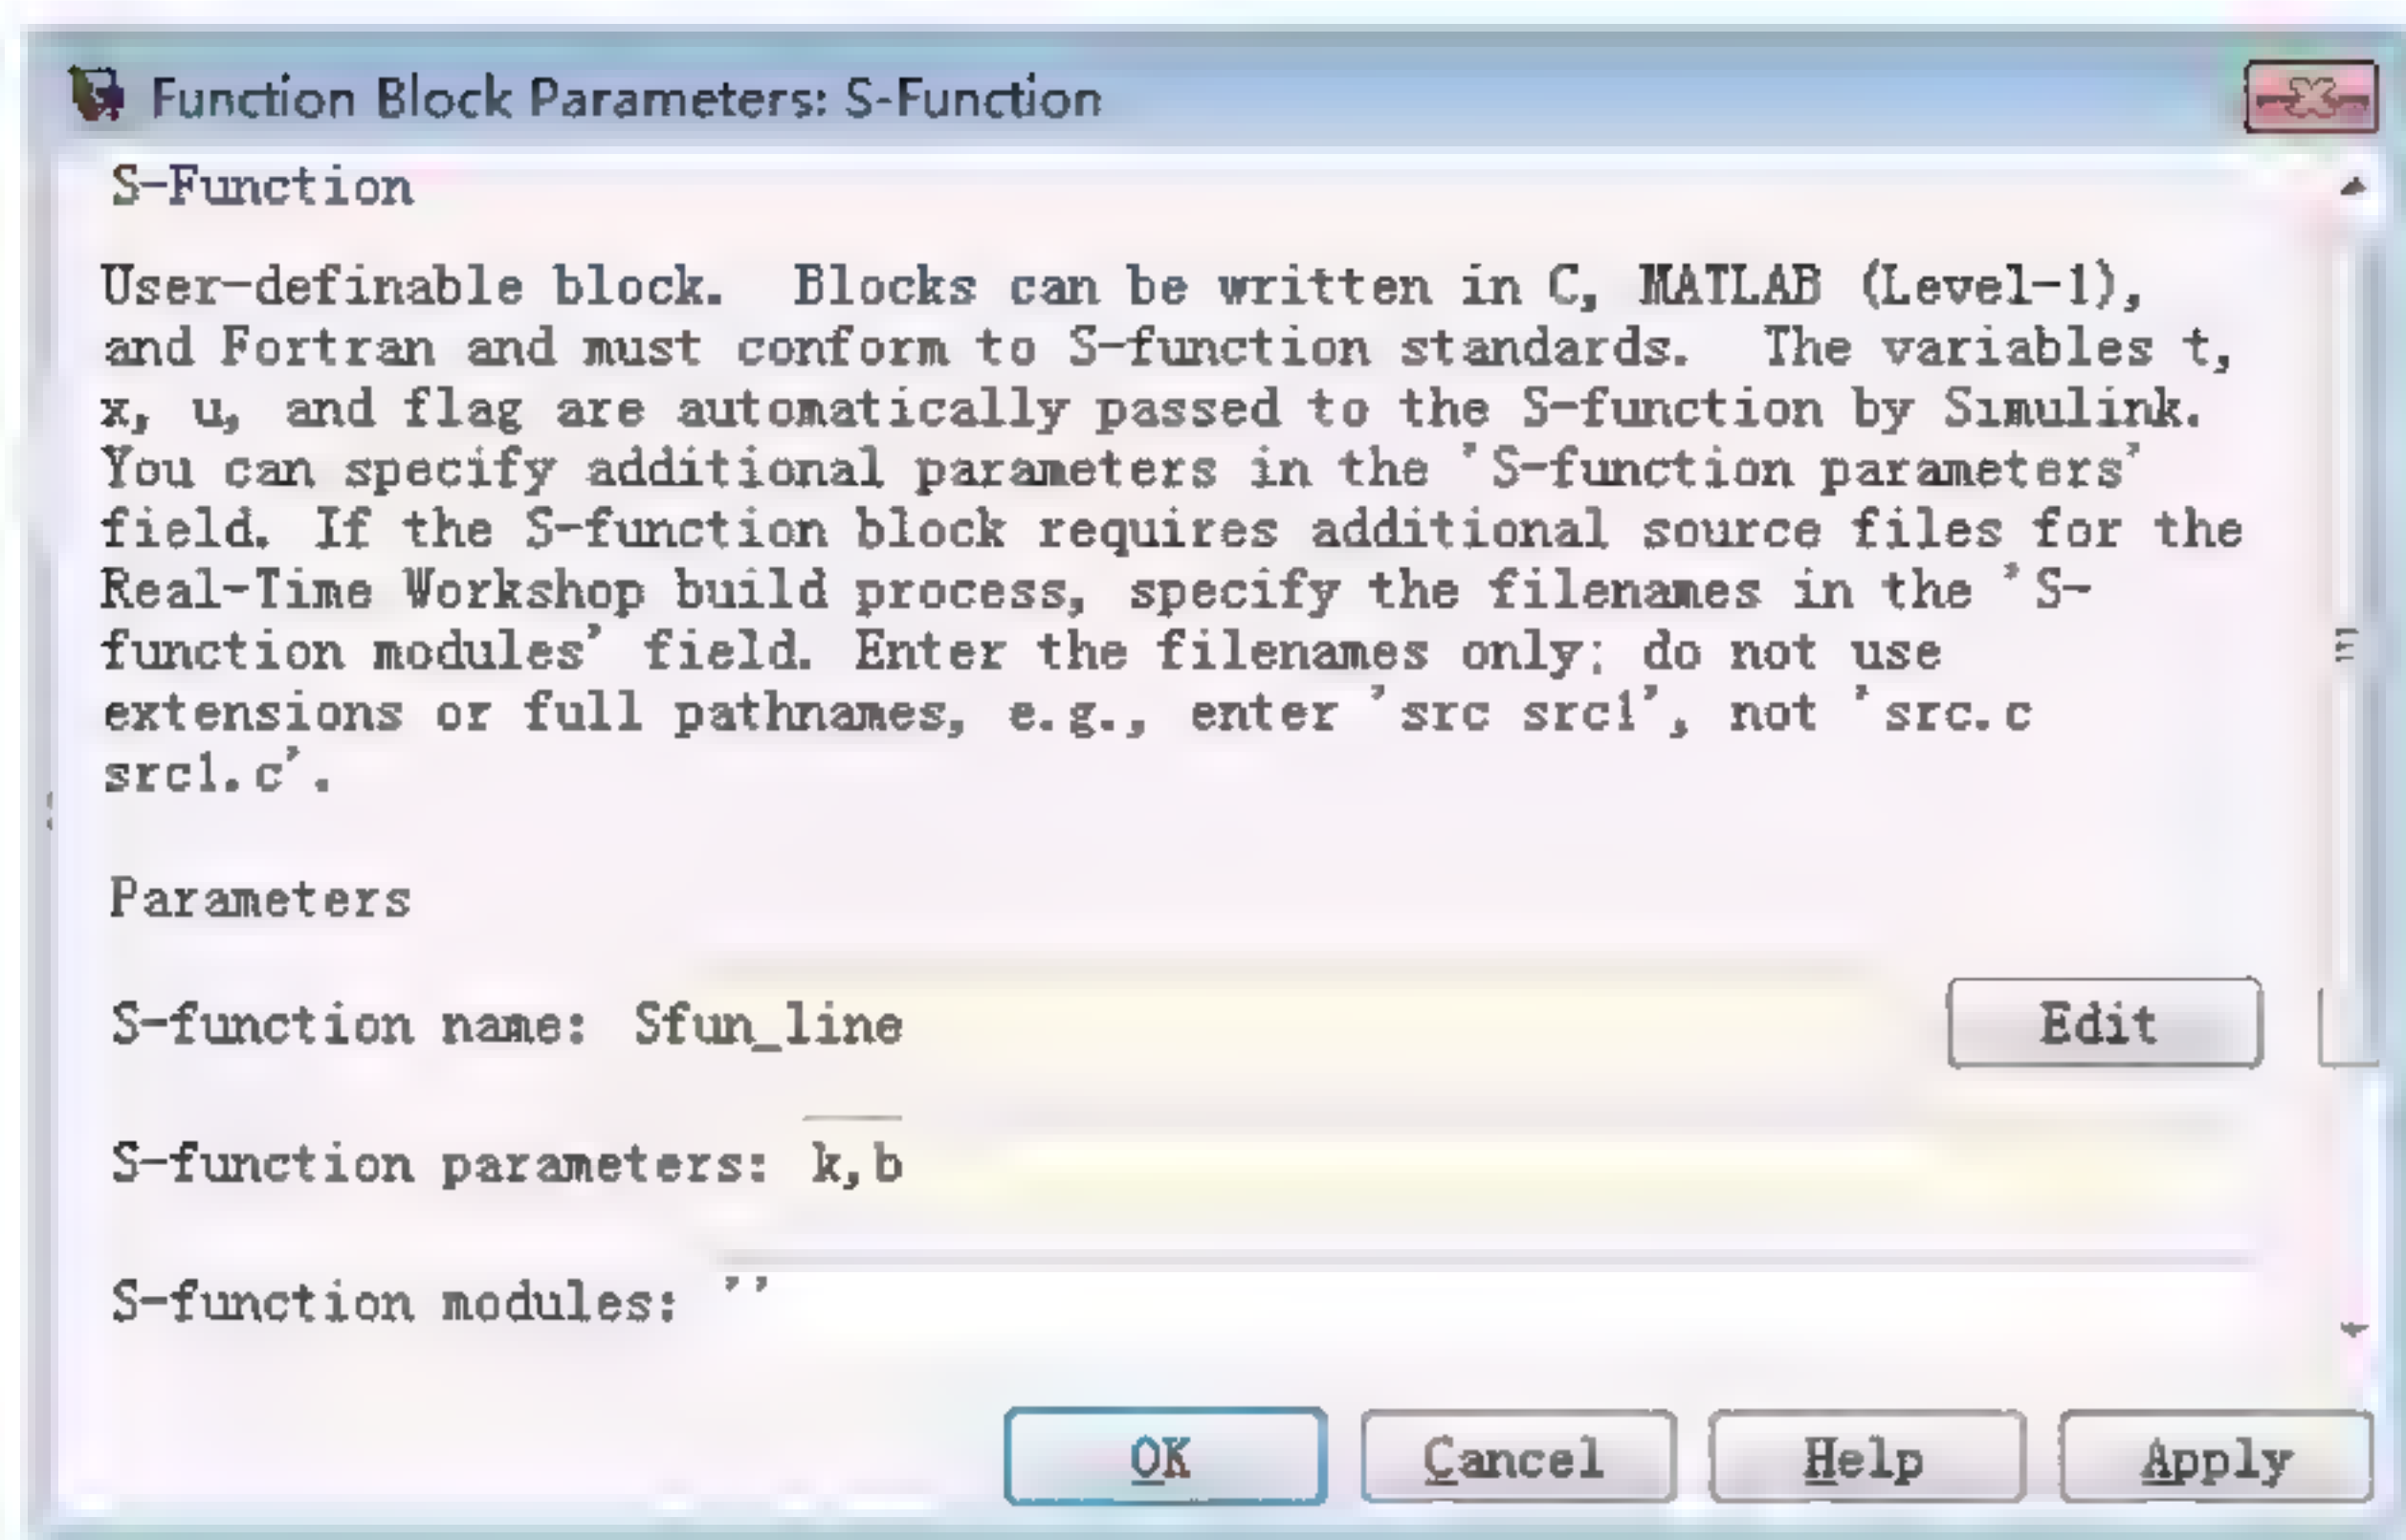 Function Block Parameters: S-Function
S-Function
User-definable block.  Blocks can be written in C, MATLAB (Level-1),
and Fortran and must conform to S-function standards.  The variables t,
x, u, and flag are automatically passed to the S-function by Simulink.
You can specify additional parameters in the 'S-function parameters'
field. If the S-function block requires additional source files for the
Real-Time Workshop build process, specify the filenames in the 'S-
function modules' field. Enter the filenames only; do not use
extensions or full pathnames, e.g., enter 'src src1', not 'src.c
src1.c'.
Parameters
S-function name: Sfun_line Edit
S-function parameters: k,b
S-function modules: ''
OK Cancel Help Apply